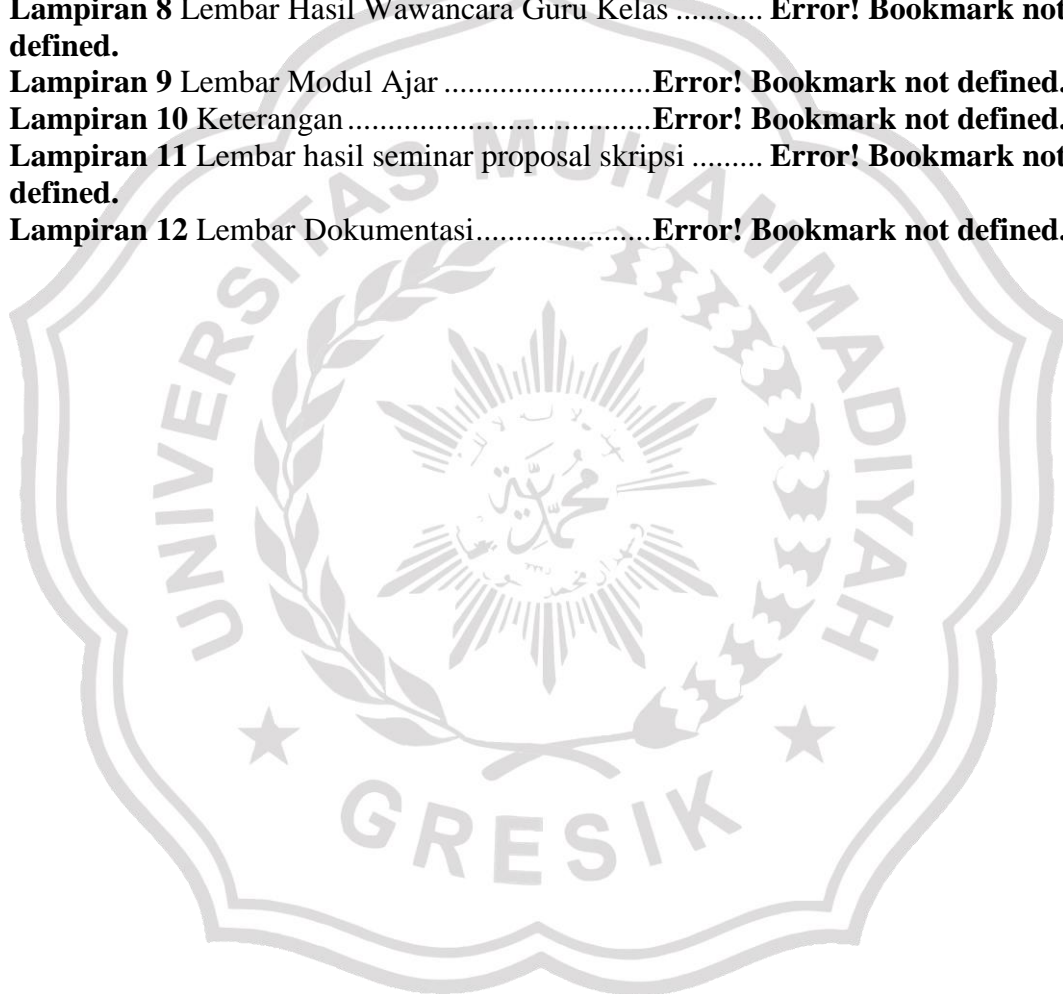 Lampiran 8 Lembar Hasil Wawancara Guru Kelas ........... Error! Bookmark not
defined.
Lampiran 9 Lembar Modul Ajar ..........................Error! Bookmark not defined.
Lampiran 10 Keterangan ......................................Error! Bookmark not defined.
Lampiran 11 Lembar hasil seminar proposal skripsi ......... Error! Bookmark not
defined.
Lampiran 12 Lembar Dokumentasi......................Error! Bookmark not defined.
UNIVERSITAS MUHAMMADIYAH
محمدية
GRESIK